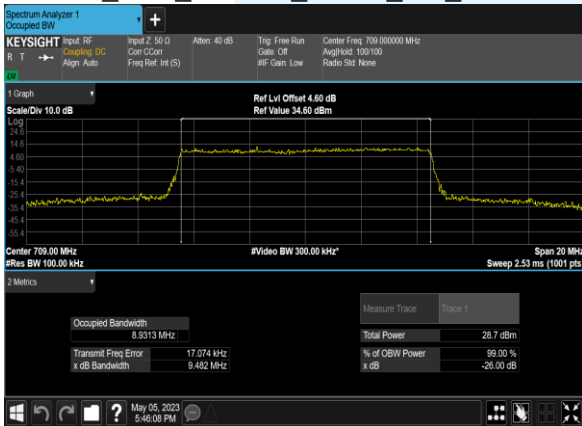 Spectrum Analyzer 1
Occupied BW
KEYSIGHT Input: RF Input Z: 50 Ω Atten: 40 dB Trig: Free Run Center Freq: 709.000000 MHz
R T Coupling: DC Corr CCorr Gate: Off Avg|Hold: 100/100
Align: Auto Freq Ref: Int (S) #IF Gain: Low Radio Std: None
1 Graph
Scale/Div 10.0 dB Ref Lvl Offset 4.60 dB
Ref Value 34.60 dBm
Log
24.6
14.6
4.60
-5.40
-15.4
-25.4
-35.4
-45.4
-55.4
Center 709.00 MHz #Video BW 300.00 kHz* Span 20 MHz
#Res BW 100.00 kHz Sweep 2.53 ms (1001 pts)
2 Metrics
Measure Trace Trace 1
Occupied Bandwidth
8.9313 MHz Total Power 28.7 dBm
Transmit Freq Error 17.074 kHz % of OBW Power 99.00 %
x dB Bandwidth 9.482 MHz x dB -26.00 dB
May 05, 2023
5:46:08 PM